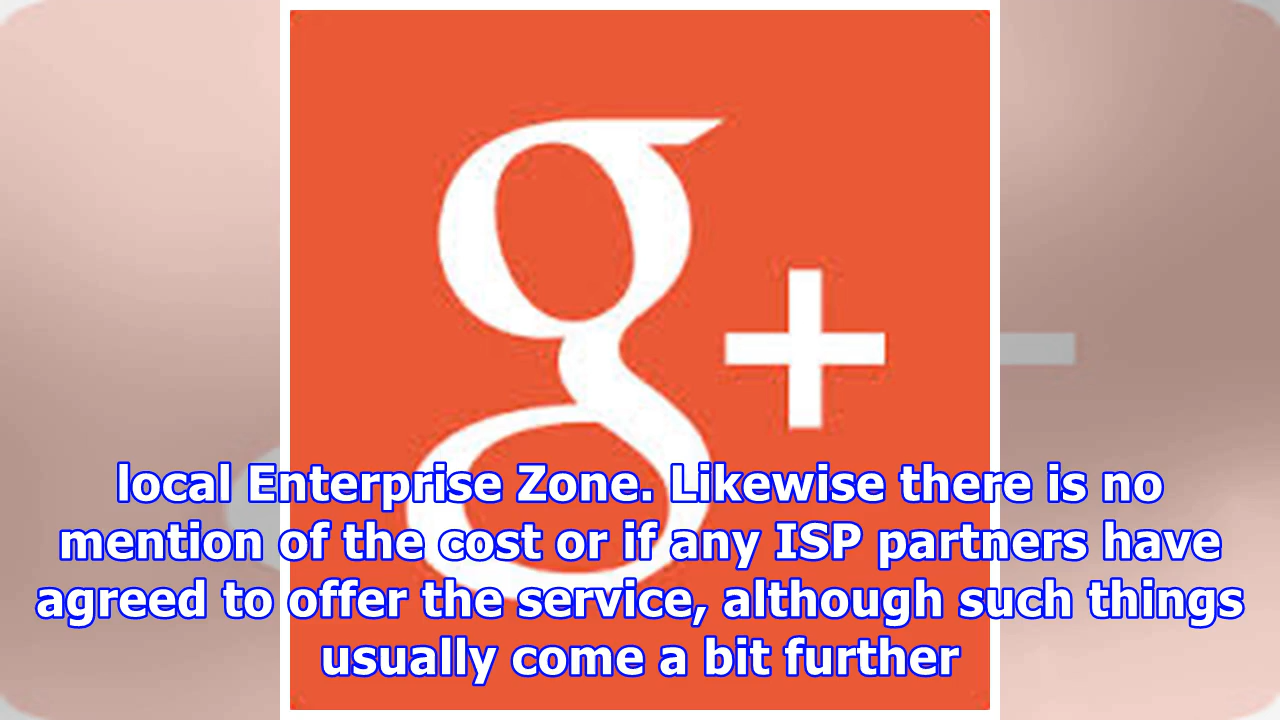 g+
local Enterprise Zone. Likewise there is no
mention of the cost or if any ISP partners have
agreed to offer the service, although such things
usually come a bit further